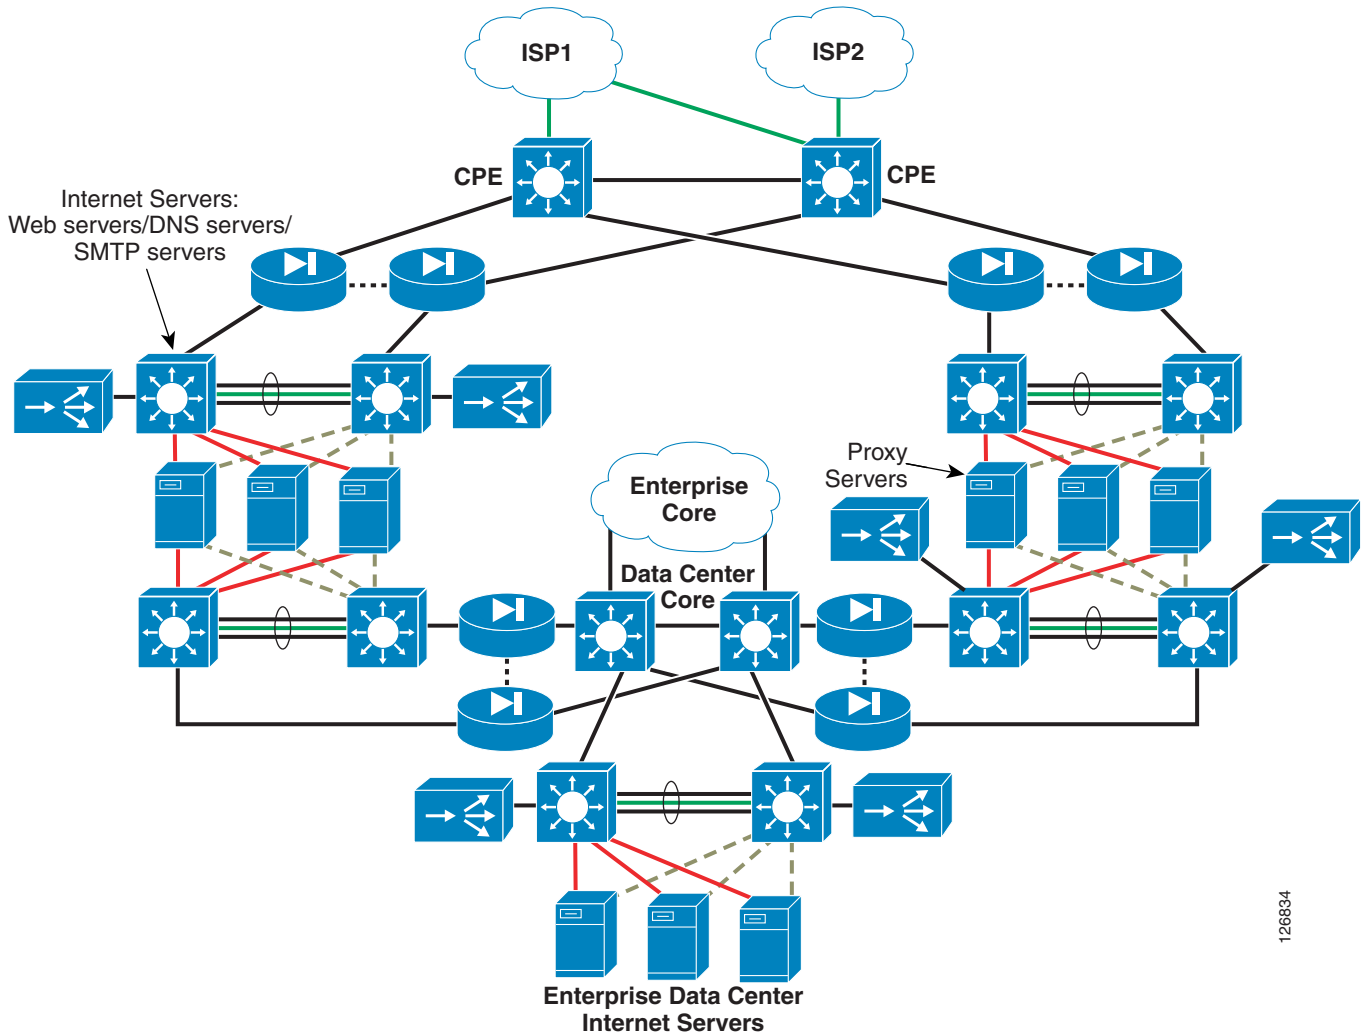 ISP1
ISP2
CPE
CPE
Internet Servers:
Web servers/DNS servers/
SMTP servers
Enterprise
Core
Proxy
Servers
Data Center
Core
Enterprise Data Center
Internet Servers
126834